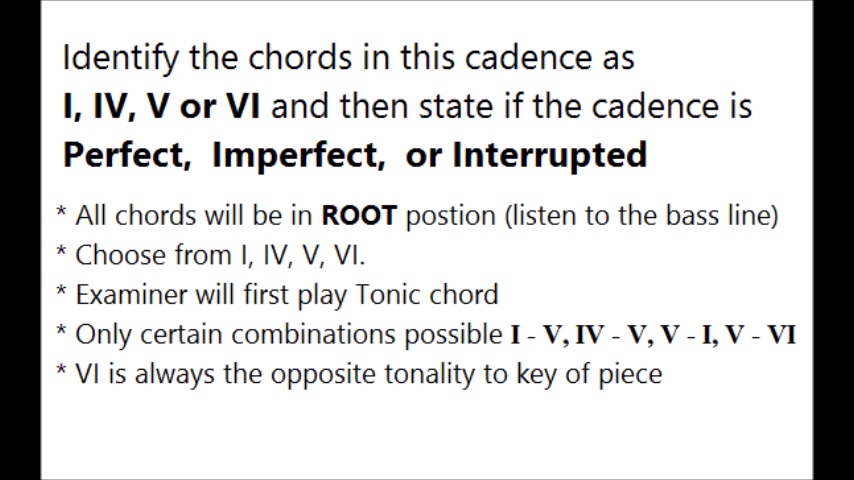 Identify the chords in this cadence as
I, IV, V or VI and then state if the cadence is
Perfect, Imperfect, or Interrupted
* All chords will be in ROOT postion (listen to the bass line)
* Choose from I, IV, V, VI.
* Examiner will first play Tonic chord
* Only certain combinations possible I - V, IV - V, V - I, V - VI
* VI is always the opposite tonality to key of piece